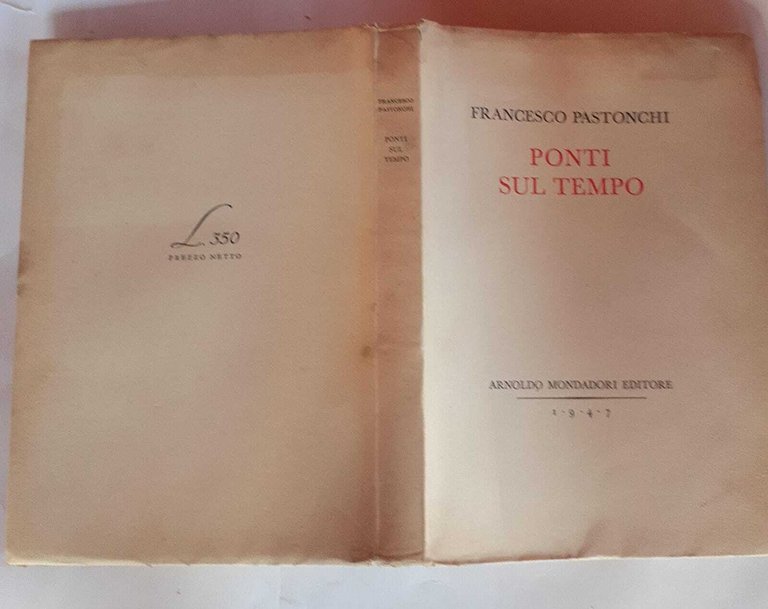 L. 350
PREZZO NETTO
FRANCESCO
PASTONCHI
PONTI
SUL
TEMPO
FRANCESCO PASTONCHI
PONTI
SUL TEMPO
ARNOLDO MONDADORI EDITORE
1·9·4·7